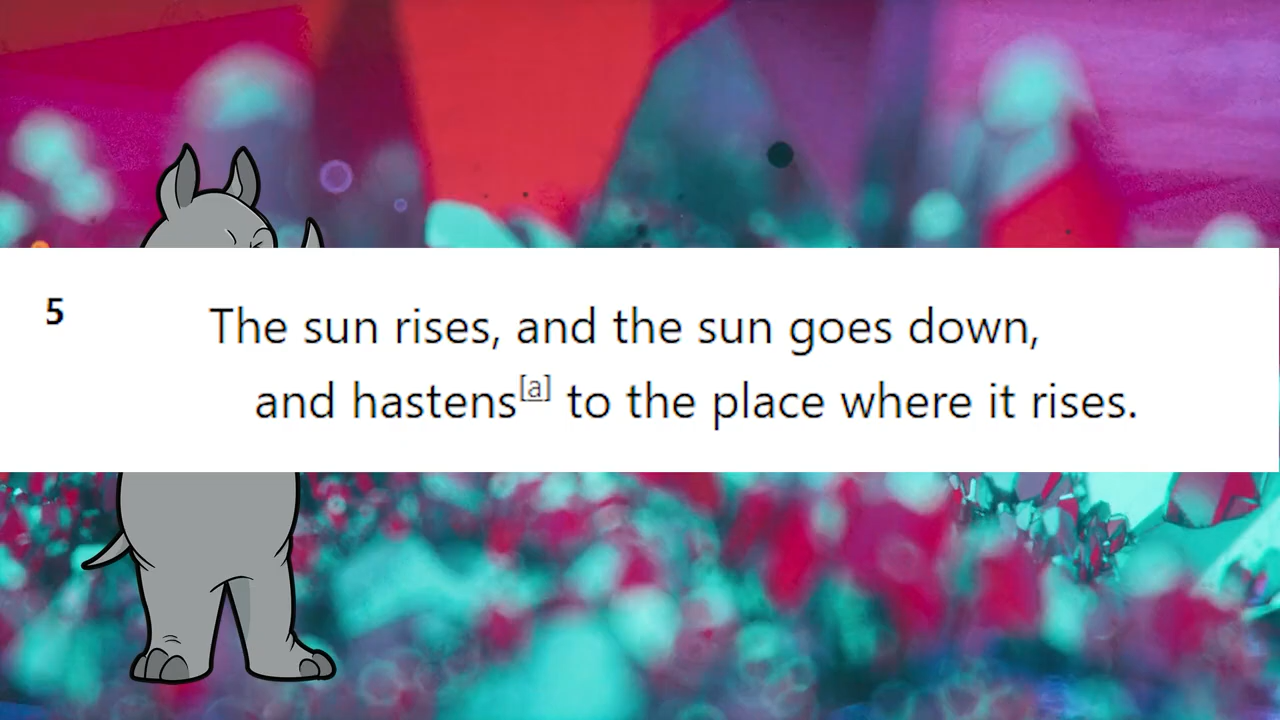 5 The sun rises, and the sun goes down,
and hastens[a] to the place where it rises.